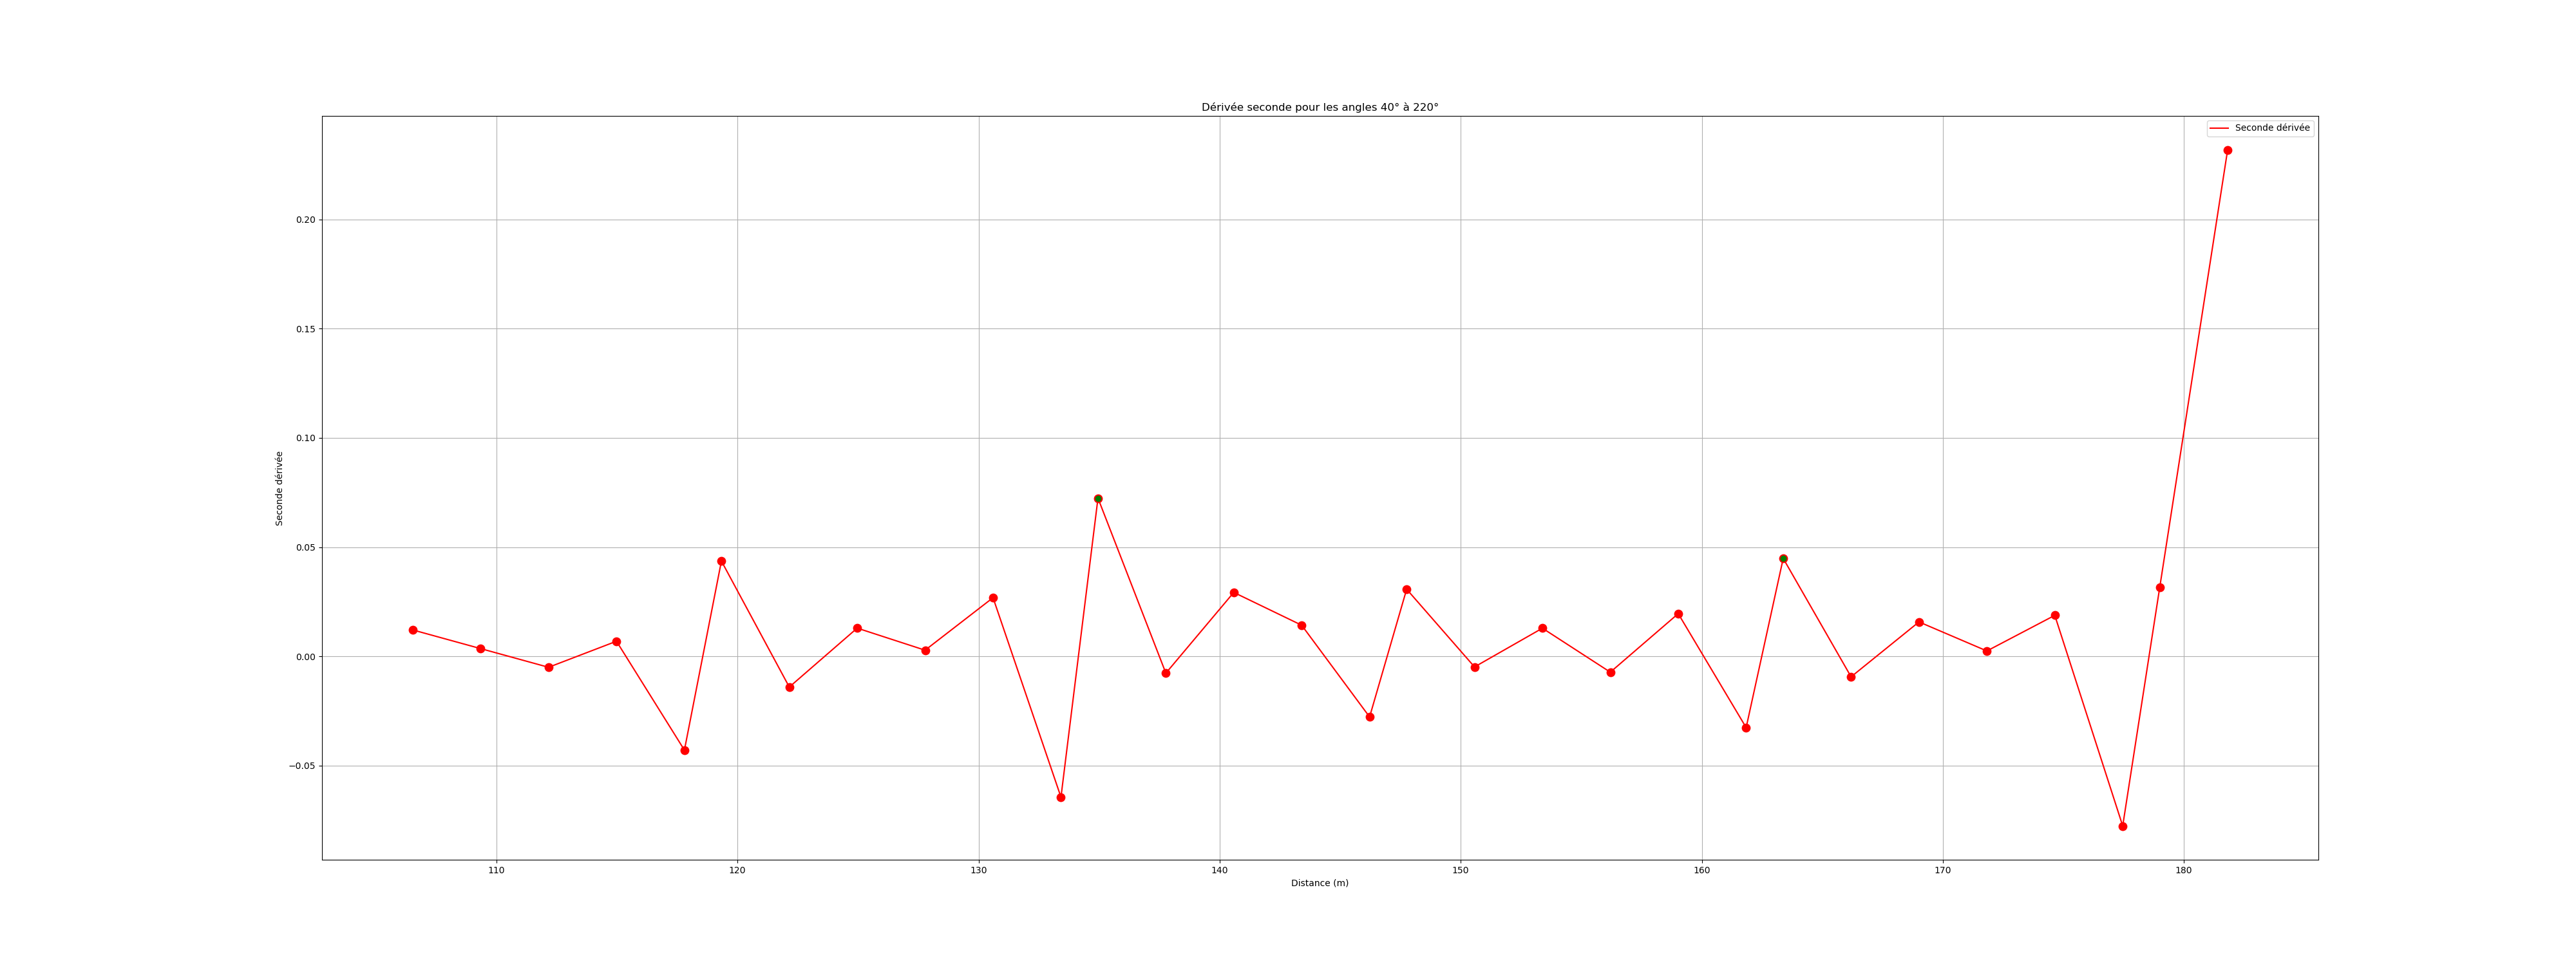 Dérivée seconde pour les angles 40° à 220°
Seconde dérivée
0.20
0.15
0.10
0.05
0.00
−0.05
Seconde dérivée
110 120 130 140 150 160 170 180
Distance (m)